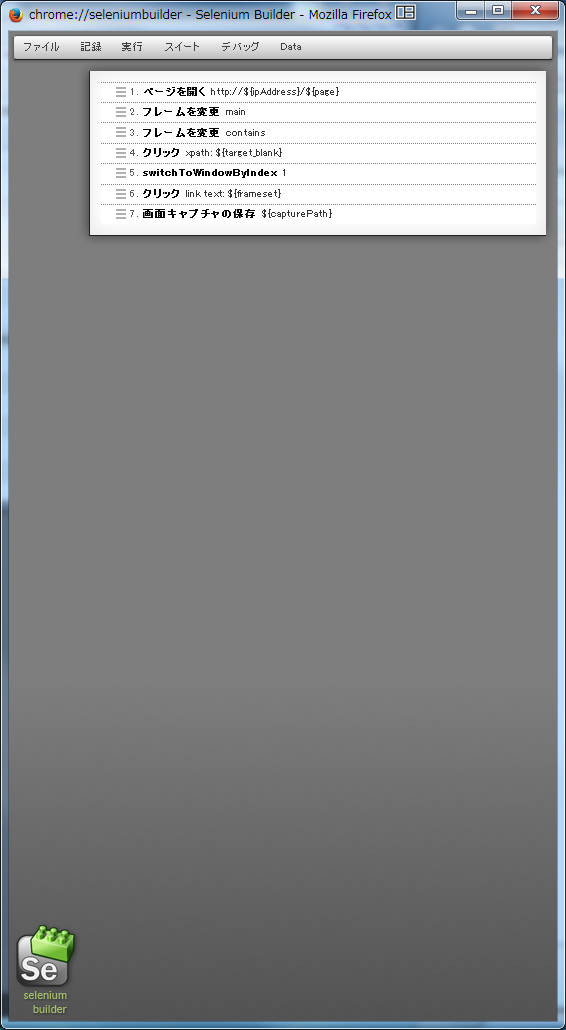 chrome://seleniumbuilder - Selenium Builder - Mozilla Firefox
ファイル 記録 実行 スイート デバッグ Data
1. ページを開く http://${ipAddress}/${page}
2. フレームを変更 main
3. フレームを変更 contains
4. クリック xpath: ${target_blank}
5. switchToWindowByIndex 1
6. クリック link text: ${frameset}
7. 画面キャプチャの保存 ${capturePath}
Se
selenium
builder